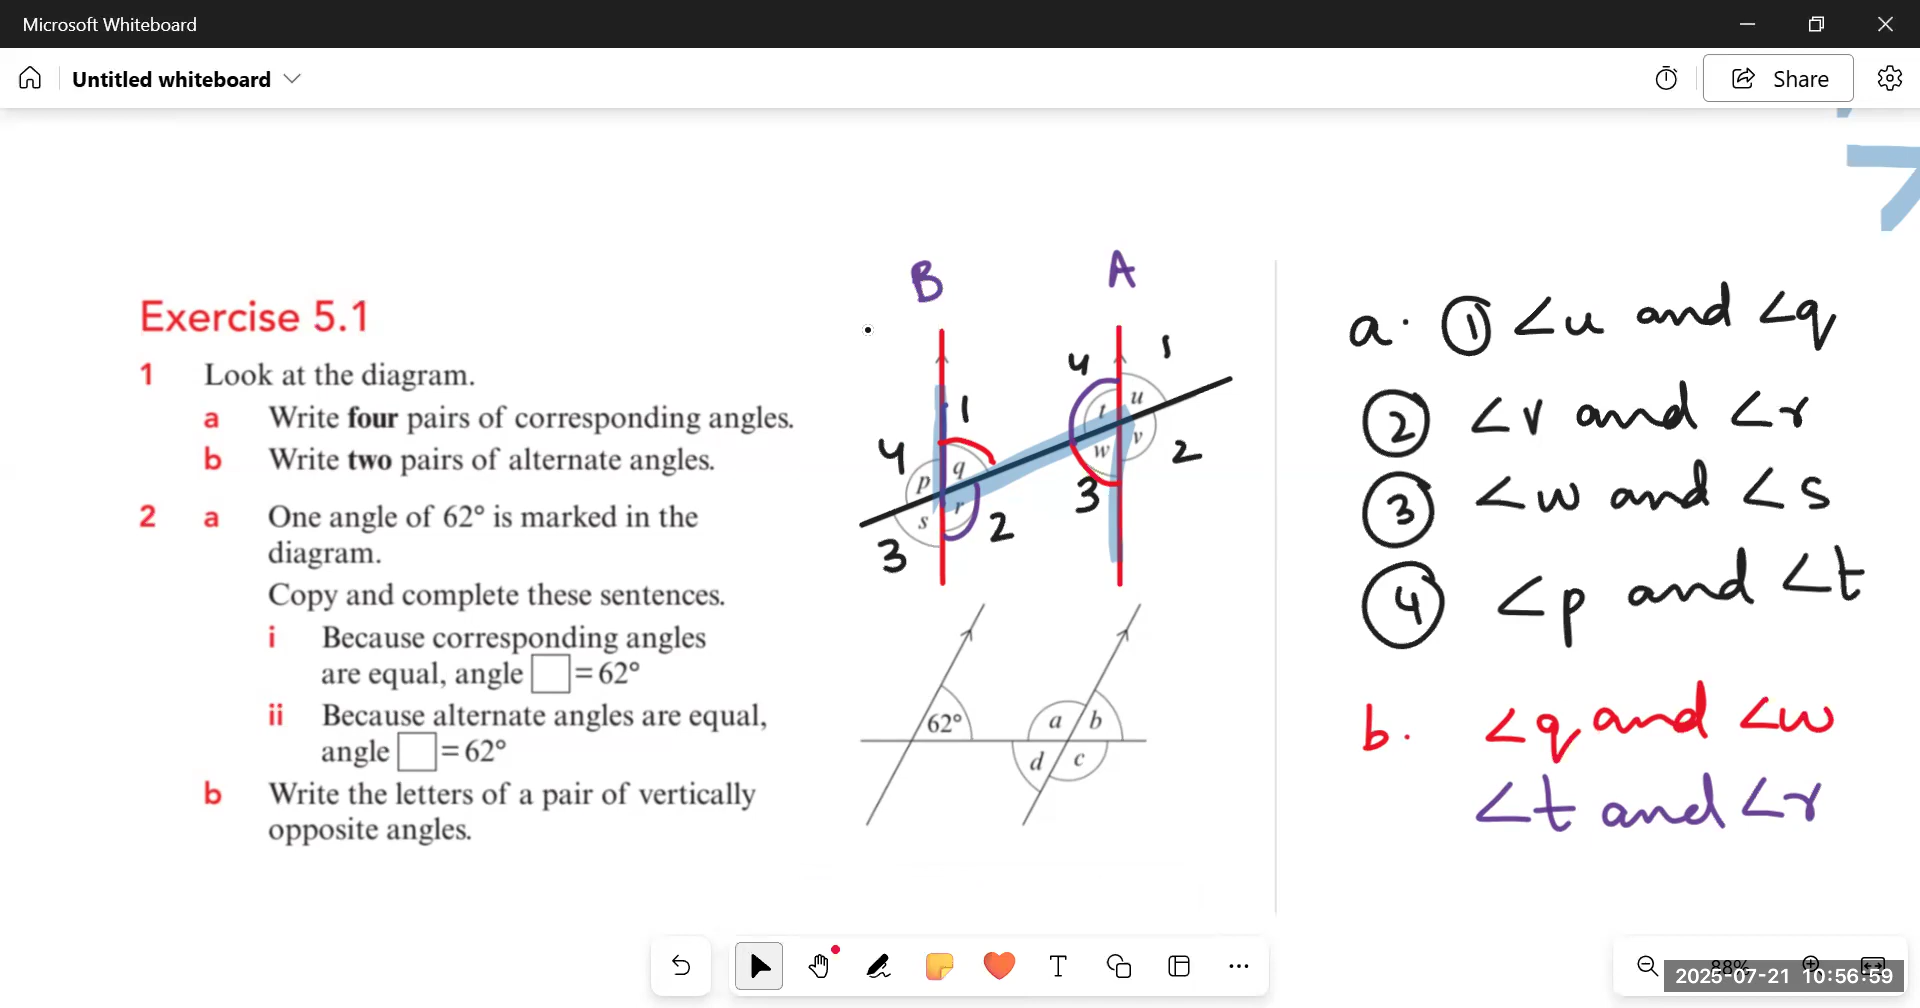 Microsoft Whiteboard
Untitled whiteboard
Share
7
B A
Exercise 5.1
1 Look at the diagram.
a Write four pairs of corresponding angles.
b Write two pairs of alternate angles.
2 a One angle of 62° is marked in the
diagram.
Copy and complete these sentences.
i Because corresponding angles
are equal, angle □ = 62°
ii Because alternate angles are equal,
angle □ = 62°
b Write the letters of a pair of vertically
opposite angles.
4 1
t u
w v
3 2
4 1
p q
s r
3 2
62° a b
d c
a. ① ∠u and ∠q
② ∠v and ∠r
③ ∠w and ∠s
④ ∠p and ∠t
b. ∠q and ∠w
∠t and ∠r
88%
2025-07-21 10:56:59